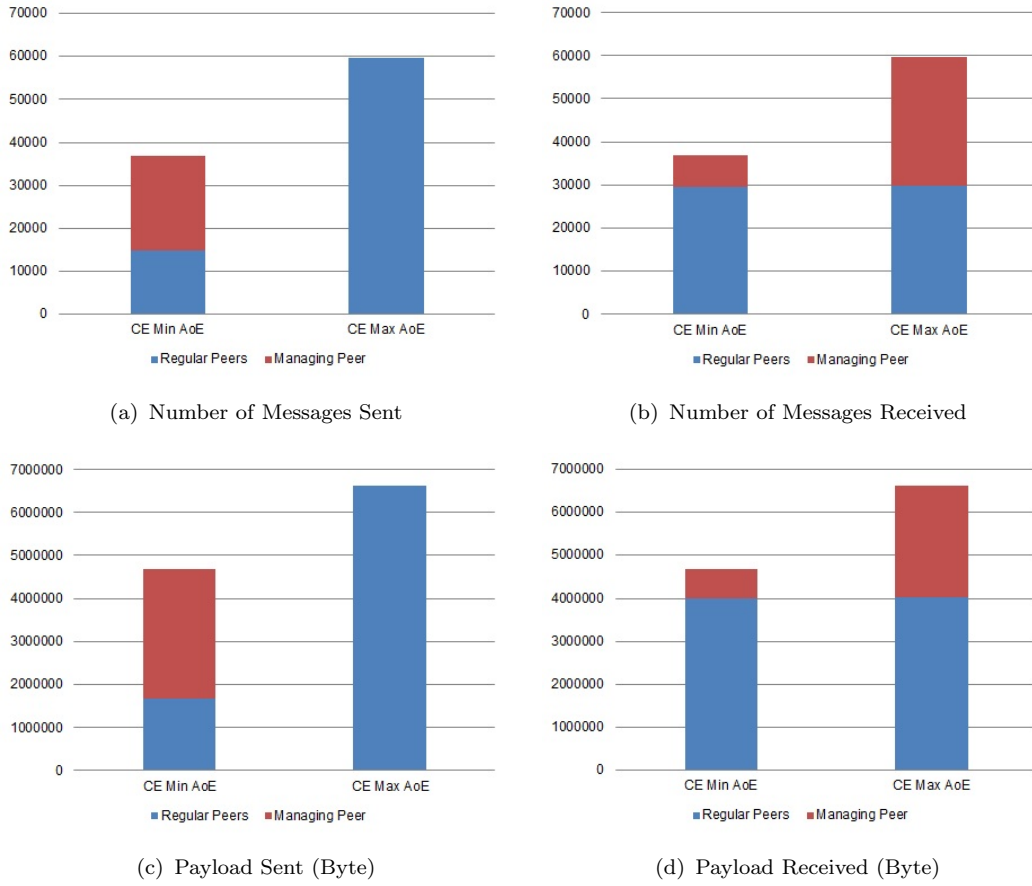 70000
60000
50000
40000
30000
20000
10000
0
CE Min AoE CE Max AoE
Regular Peers Managing Peer
(a) Number of Messages Sent
70000
60000
50000
40000
30000
20000
10000
0
CE Min AoE CE Max AoE
Regular Peers Managing Peer
(b) Number of Messages Received
7000000
6000000
5000000
4000000
3000000
2000000
1000000
0
CE Min AoE CE Max AoE
Regular Peers Managing Peer
(c) Payload Sent (Byte)
7000000
6000000
5000000
4000000
3000000
2000000
1000000
0
CE Min AoE CE Max AoE
Regular Peers Managing Peer
(d) Payload Received (Byte)